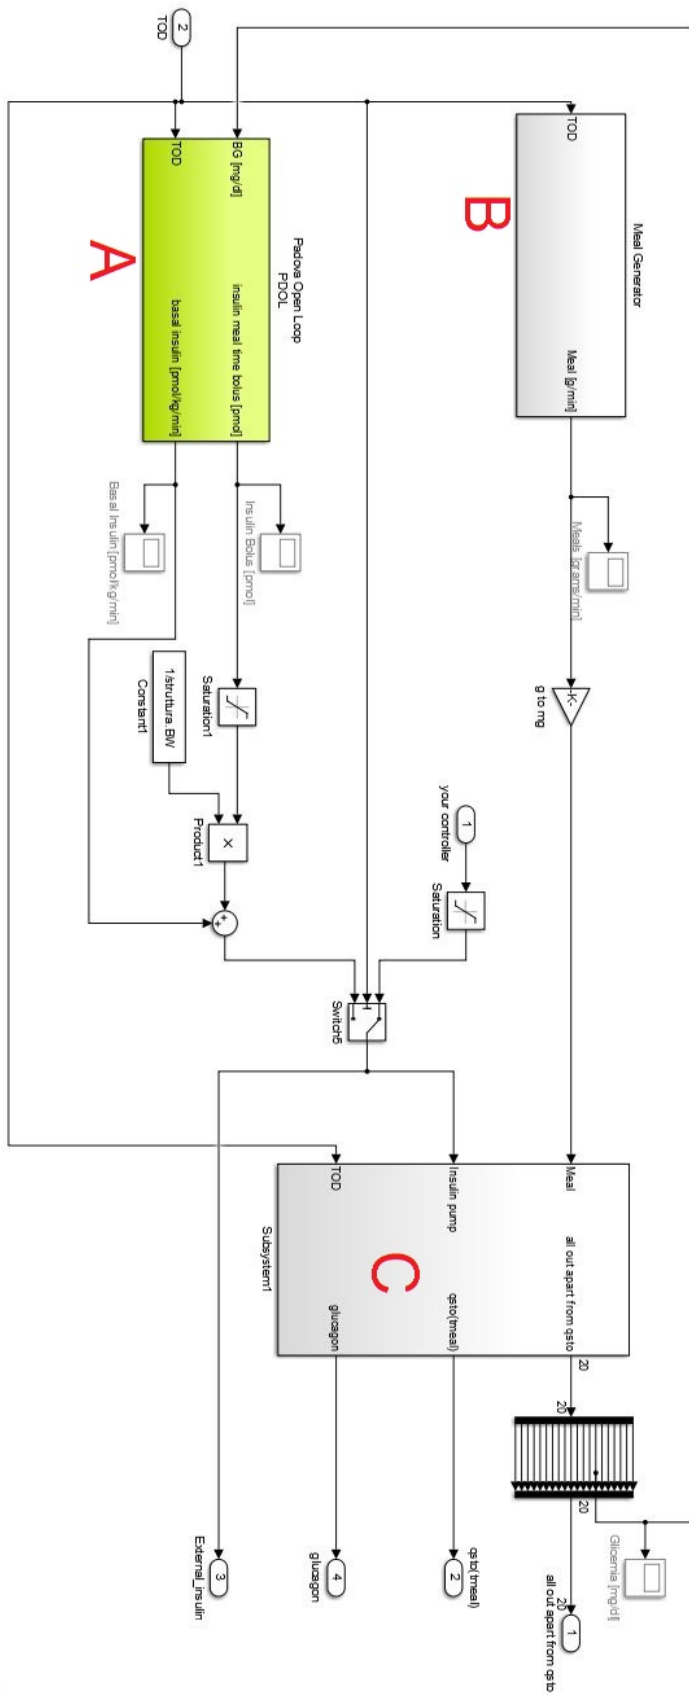 Meal Generator
TOD
Meal [g/min]
B
Meals [grams/min]
-K-
g to mg
1
your controller
Saturation
2
TOD
Padova Open Loop
PDOL
BG [mg/dl]
insulin meal time bolus [pmol]
TOD
basal insulin [pmol/kg/min]
A
Insulin Bolus [pmol]
Basal Insulin [pmol/kg/min]
Saturation1
1/struttura.BW
Constant1
×
Product1
+
+
Switch5
Meal
all out apart from qsto
Insulin pump
qsto(tmeal)
TOD
glucagon
C
Subsystem1
20
20
20
Glicemia [mg/dl]
20
1
all out apart from qsto
2
qsto(tmeal)
4
glucagon
3
External_insulin